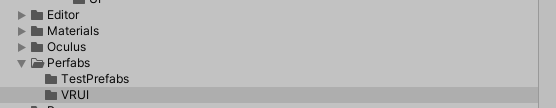 Editor
Materials
Oculus
Perfabs
TestPrefabs
VRUI